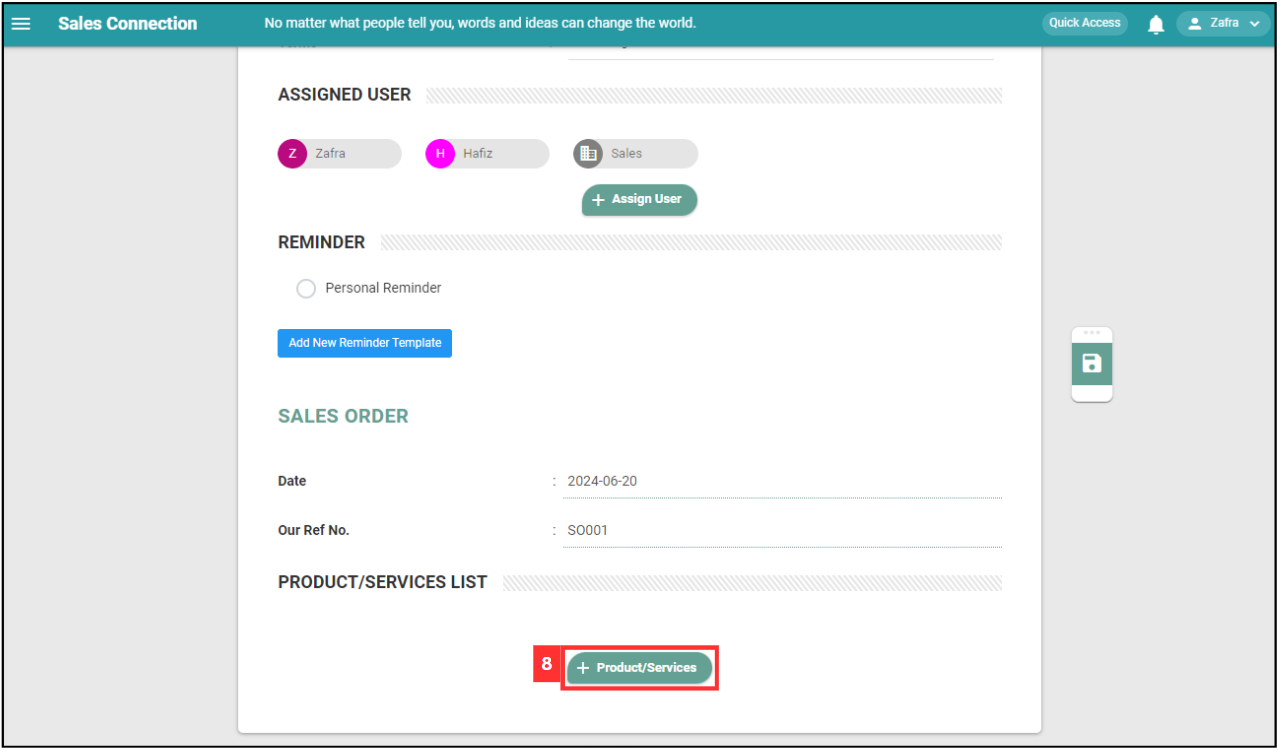 Sales Connection
No matter what people tell you, words and ideas can change the world.
Quick Access
Zafra
ASSIGNED USER
Z Zafra
H Hafiz
Sales
+ Assign User
REMINDER
Personal Reminder
Add New Reminder Template
SALES ORDER
Date : 2024-06-20
Our Ref No. : SO001
PRODUCT/SERVICES LIST
8
+ Product/Services